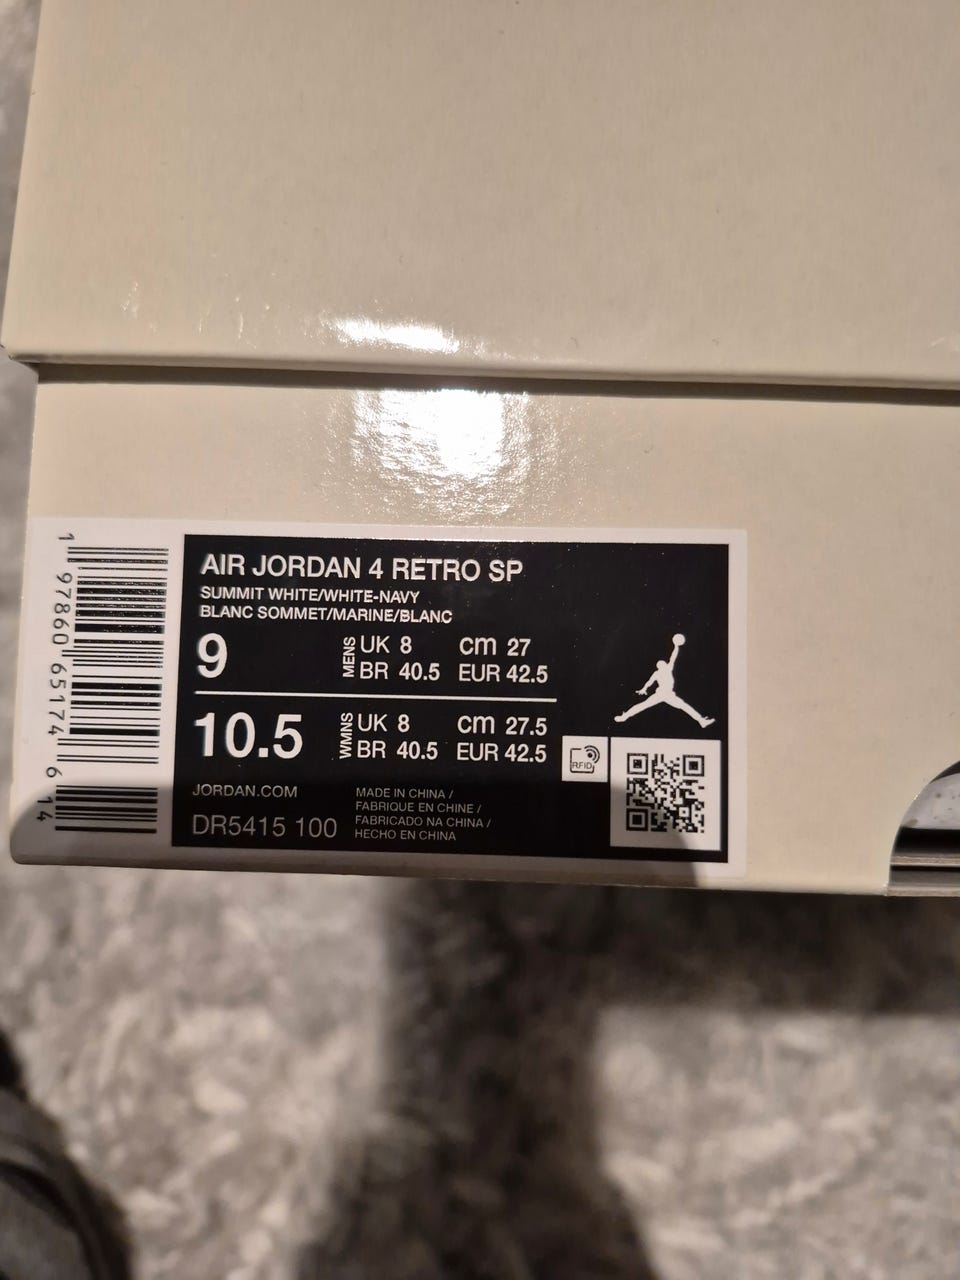 AIR JORDAN 4 RETRO SP
SUMMIT WHITE/WHITE-NAVY
BLANC SOMMET/MARINE/BLANC
9 MENS UK 8 cm 27
BR 40.5 EUR 42.5
10.5 WMNS UK 8 cm 27.5
BR 40.5 EUR 42.5
RFID
JORDAN.COM
DR5415 100
MADE IN CHINA /
FABRIQUE EN CHINE /
FABRICADO NA CHINA /
HECHO EN CHINA
1 97860 65174 6 14